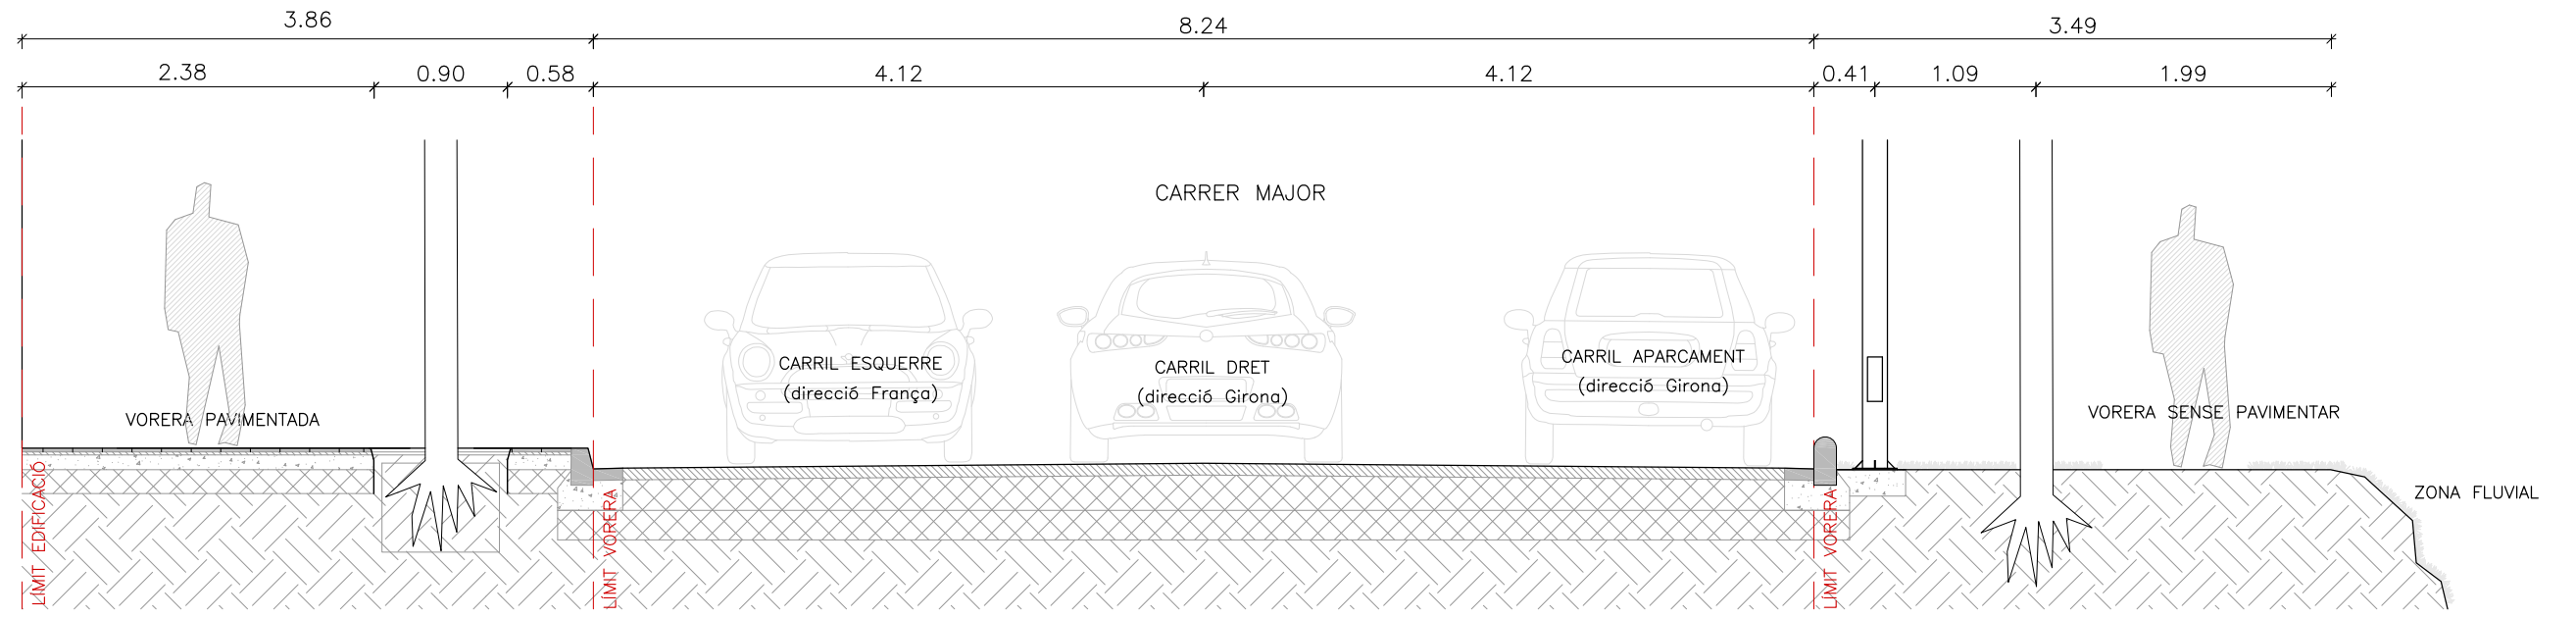 3.86
8.24
3.49
2.38
0.90
0.58
4.12
4.12
0.41
1.09
1.99
CARRER MAJOR
CARRIL ESQUERRE
(direcció França)
CARRIL DRET
(direcció Girona)
CARRIL APARCAMENT
(direcció Girona)
VORERA PAVIMENTADA
VORERA SENSE PAVIMENTAR
ZONA FLUVIAL
LÍMIT EDIFICACIÓ
LÍMIT VORERA
LÍMIT VORERA